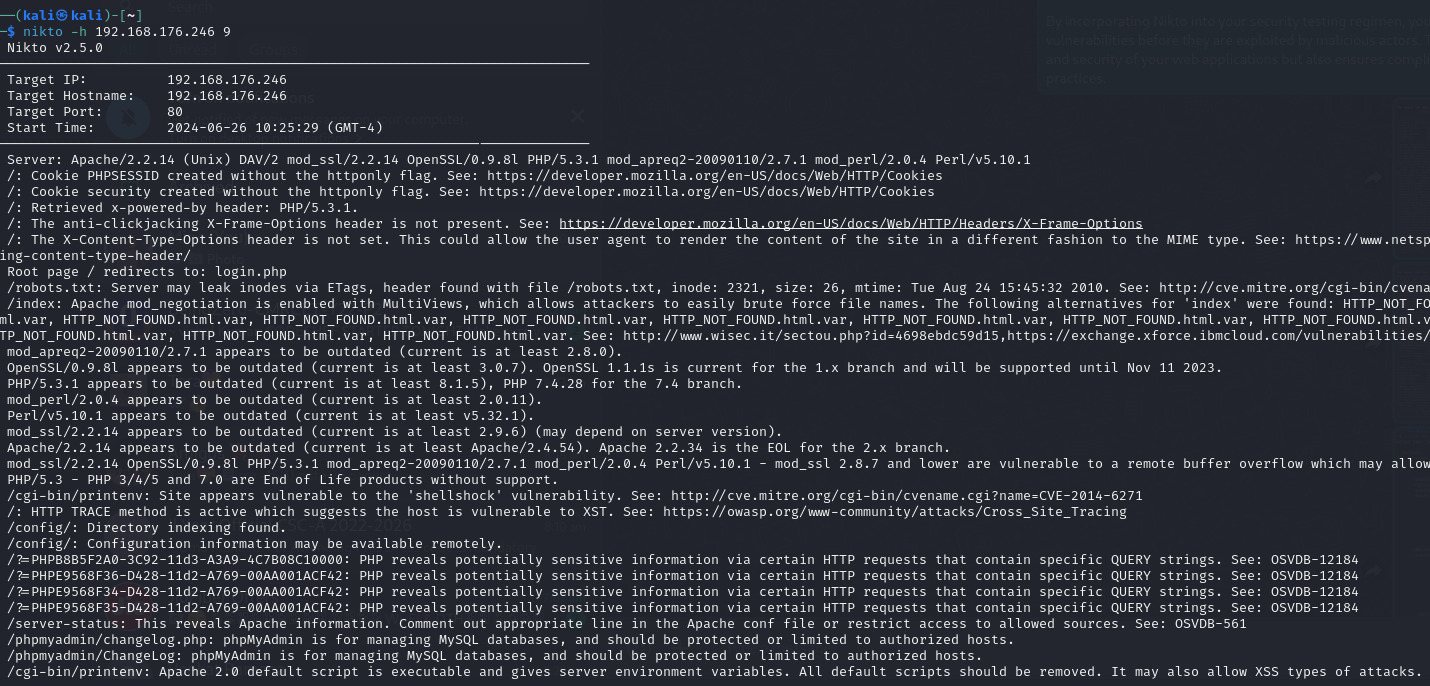 ──(kali㉿kali)-[~]
─$ nikto -h 192.168.176.246 9
Nikto v2.5.0
Target IP: 192.168.176.246
Target Hostname: 192.168.176.246
Target Port: 80
Start Time: 2024-06-26 10:25:29 (GMT-4)
Server: Apache/2.2.14 (Unix) DAV/2 mod_ssl/2.2.14 OpenSSL/0.9.8l PHP/5.3.1 mod_apreq2-20090110/2.7.1 mod_perl/2.0.4 Perl/v5.10.1
/: Cookie PHPSESSID created without the httponly flag. See: https://developer.mozilla.org/en-US/docs/Web/HTTP/Cookies
/: Cookie security created without the httponly flag. See: https://developer.mozilla.org/en-US/docs/Web/HTTP/Cookies
/: Retrieved x-powered-by header: PHP/5.3.1.
/: The anti-clickjacking X-Frame-Options header is not present. See: https://developer.mozilla.org/en-US/docs/Web/HTTP/Headers/X-Frame-Options
/: The X-Content-Type-Options header is not set. This could allow the user agent to render the content of the site in a different fashion to the MIME type. See: https://www.netsp
ing-content-type-header/
Root page / redirects to: login.php
/robots.txt: Server may leak inodes via ETags, header found with file /robots.txt, inode: 2321, size: 26, mtime: Tue Aug 24 15:45:32 2010. See: http://cve.mitre.org/cgi-bin/cvena
/index: Apache mod_negotiation is enabled with MultiViews, which allows attackers to easily brute force file names. The following alternatives for 'index' were found: HTTP_NOT_FO
ml.var, HTTP_NOT_FOUND.html.var, HTTP_NOT_FOUND.html.var, HTTP_NOT_FOUND.html.var, HTTP_NOT_FOUND.html.var, HTTP_NOT_FOUND.html.var, HTTP_NOT_FOUND.html.var, HTTP_NOT_FOUND.html.v
TP_NOT_FOUND.html.var, HTTP_NOT_FOUND.html.var, HTTP_NOT_FOUND.html.var. See: http://www.wisec.it/sectou.php?id=4698ebdc59d15,https://exchange.xforce.ibmcloud.com/vulnerabilities/
mod_apreq2-20090110/2.7.1 appears to be outdated (current is at least 2.8.0).
OpenSSL/0.9.8l appears to be outdated (current is at least 3.0.7). OpenSSL 1.1.1s is current for the 1.x branch and will be supported until Nov 11 2023.
PHP/5.3.1 appears to be outdated (current is at least 8.1.5), PHP 7.4.28 for the 7.4 branch.
mod_perl/2.0.4 appears to be outdated (current is at least 2.0.11).
Perl/v5.10.1 appears to be outdated (current is at least v5.32.1).
mod_ssl/2.2.14 appears to be outdated (current is at least 2.9.6) (may depend on server version).
Apache/2.2.14 appears to be outdated (current is at least Apache/2.4.54). Apache 2.2.34 is the EOL for the 2.x branch.
mod_ssl/2.2.14 OpenSSL/0.9.8l PHP/5.3.1 mod_apreq2-20090110/2.7.1 mod_perl/2.0.4 Perl/v5.10.1 - mod_ssl 2.8.7 and lower are vulnerable to a remote buffer overflow which may allow
PHP/5.3 - PHP 3/4/5 and 7.0 are End of Life products without support.
/cgi-bin/printenv: Site appears vulnerable to the 'shellshock' vulnerability. See: http://cve.mitre.org/cgi-bin/cvename.cgi?name=CVE-2014-6271
/: HTTP TRACE method is active which suggests the host is vulnerable to XST. See: https://owasp.org/www-community/attacks/Cross_Site_Tracing
/config/: Directory indexing found.
/config/: Configuration information may be available remotely.
/?=PHPB8B5F2A0-3C92-11d3-A3A9-4C7B08C10000: PHP reveals potentially sensitive information via certain HTTP requests that contain specific QUERY strings. See: OSVDB-12184
/?=PHPE9568F36-D428-11d2-A769-00AA001ACF42: PHP reveals potentially sensitive information via certain HTTP requests that contain specific QUERY strings. See: OSVDB-12184
/?=PHPE9568F34-D428-11d2-A769-00AA001ACF42: PHP reveals potentially sensitive information via certain HTTP requests that contain specific QUERY strings. See: OSVDB-12184
/?=PHPE9568F35-D428-11d2-A769-00AA001ACF42: PHP reveals potentially sensitive information via certain HTTP requests that contain specific QUERY strings. See: OSVDB-12184
/server-status: This reveals Apache information. Comment out appropriate line in the Apache conf file or restrict access to allowed sources. See: OSVDB-561
/phpmyadmin/changelog.php: phpMyAdmin is for managing MySQL databases, and should be protected or limited to authorized hosts.
/phpmyadmin/ChangeLog: phpMyAdmin is for managing MySQL databases, and should be protected or limited to authorized hosts.
/cgi-bin/printenv: Apache 2.0 default script is executable and gives server environment variables. All default scripts should be removed. It may also allow XSS types of attacks.
By incorporating Nikto into your security testing regimen, you
vulnerabilities before they are exploited by malicious actors.
and security of your web applications but also ensures compl
practices.